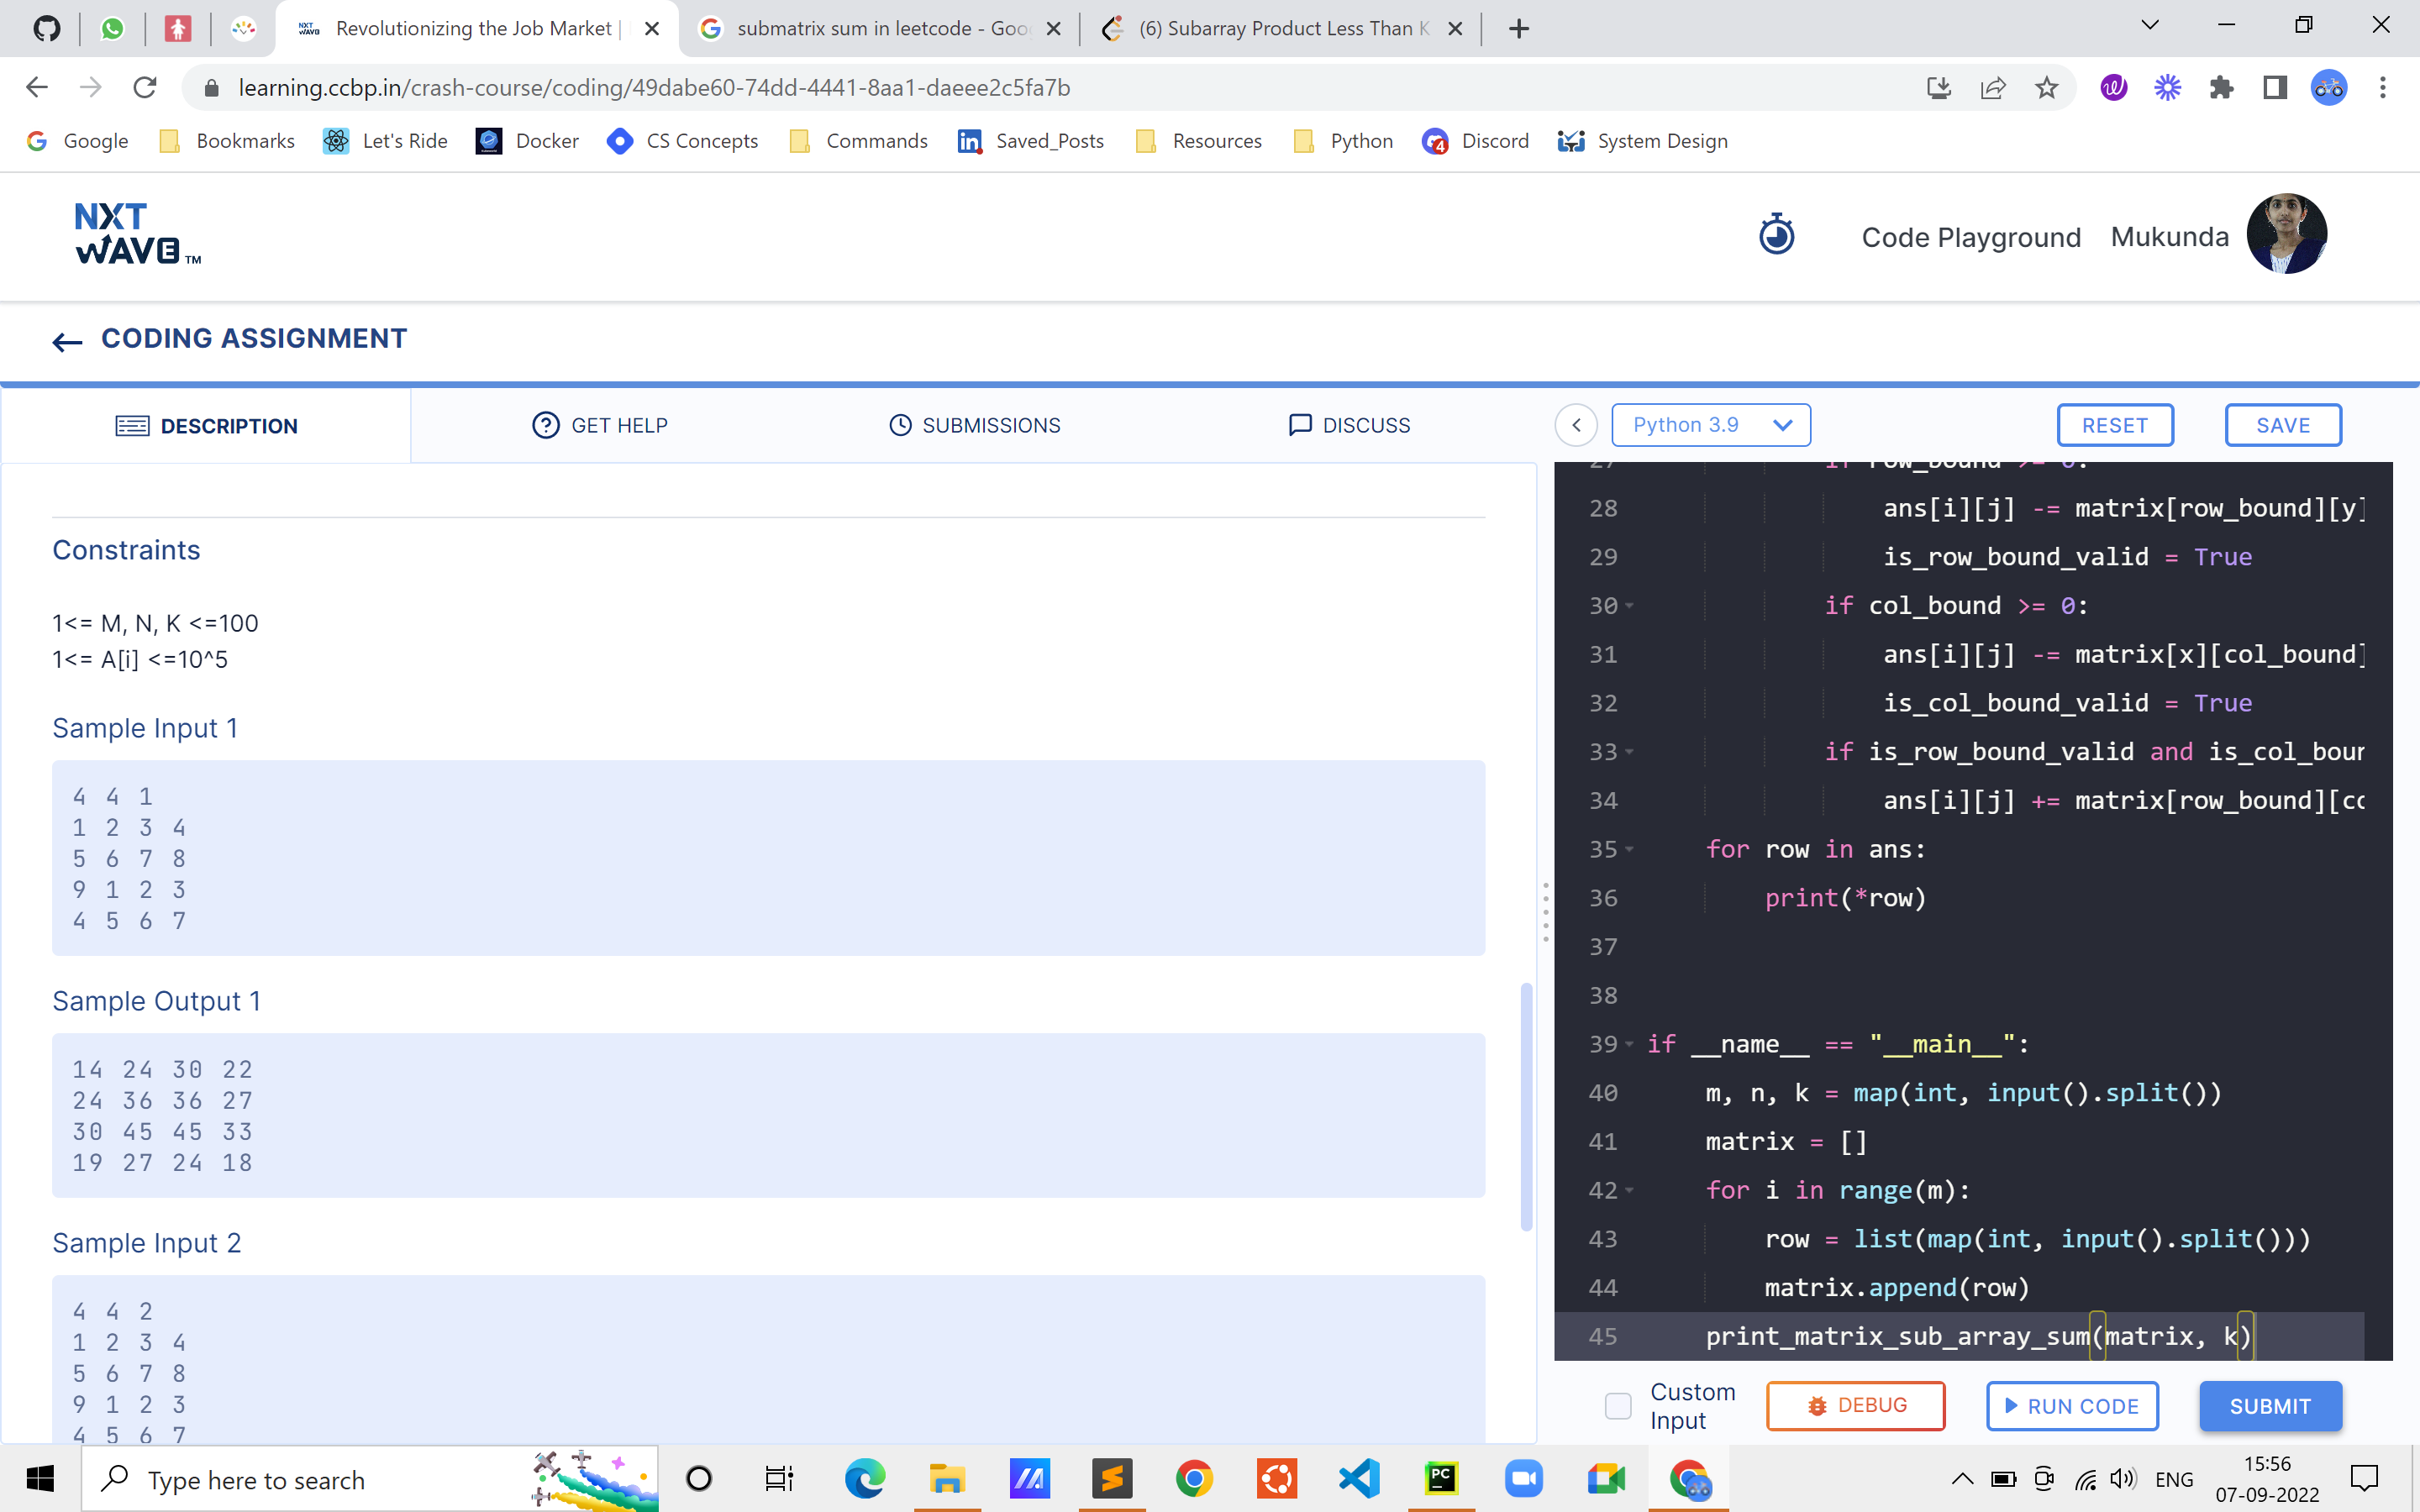 Revolutionizing the Job Market |
submatrix sum in leetcode - Goo
(6) Subarray Product Less Than K
learning.ccbp.in/crash-course/coding/49dabe60-74dd-4441-8aa1-daeee2c5fa7b
Google Bookmarks Let's Ride Docker CS Concepts Commands Saved_Posts Resources Python Discord System Design
NXT
WAVE TM
Code Playground Mukunda
CODING ASSIGNMENT
DESCRIPTION GET HELP SUBMISSIONS DISCUSS
Python 3.9 RESET SAVE
Constraints
1<= M, N, K <=100
1<= A[i] <=10^5
Sample Input 1
4 4 1
1 2 3 4
5 6 7 8
9 1 2 3
4 5 6 7
Sample Output 1
14 24 30 22
24 36 36 27
30 45 45 33
19 27 24 18
Sample Input 2
4 4 2
1 2 3 4
5 6 7 8
9 1 2 3
4 5 6 7
27 if row_bound >= 0:
28 ans[i][j] -= matrix[row_bound][y]
29 is_row_bound_valid = True
30 if col_bound >= 0:
31 ans[i][j] -= matrix[x][col_bound]
32 is_col_bound_valid = True
33 if is_row_bound_valid and is_col_boun
34 ans[i][j] += matrix[row_bound][co
35 for row in ans:
36 print(*row)
37
38
39 if __name__ == "__main__":
40 m, n, k = map(int, input().split())
41 matrix = []
42 for i in range(m):
43 row = list(map(int, input().split()))
44 matrix.append(row)
45 print_matrix_sub_array_sum(matrix, k)
Custom
Input
DEBUG RUN CODE SUBMIT
Type here to search
PC
ENG
15:56
07-09-2022